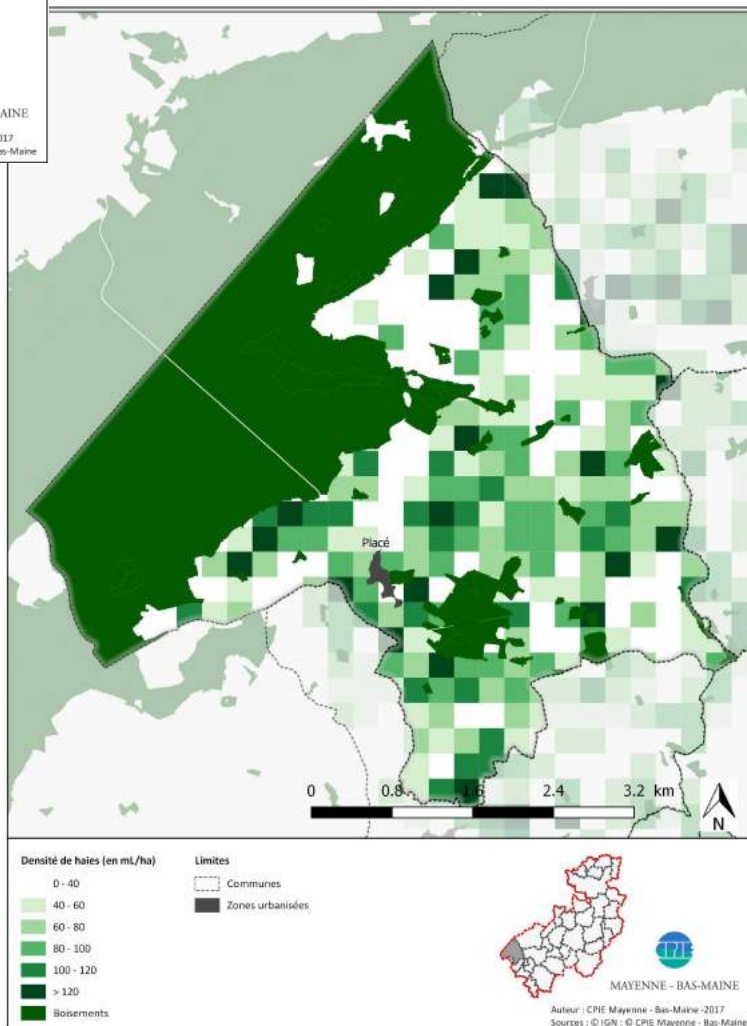 AINE
2017
Bas-Maine
Placé
0 0.8 1.6 2.4 3.2 km
N
Densité de haies (en mL/ha)
0 - 40
40 - 60
60 - 80
80 - 100
100 - 120
> 120
Boisements
Limites
Communes
Zones urbanisées
CPIE
MAYENNE - BAS-MAINE
Auteur : CPIE Mayenne - Bas-Maine -2017
Sources : © IGN ; © CPIE Mayenne - Bas-Maine